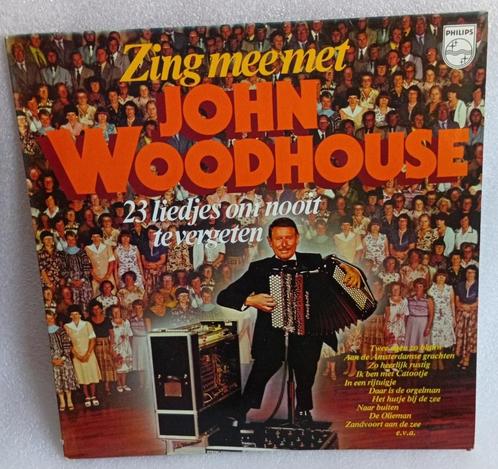 Zing mee met
PHILIPS
JOHN
WOODHOUSE
23 liedjes om nooit
te vergeten
Twee ogen zo blauw
Aan de Amsterdamse grachten
Zo heerlijk rustig
Ik ben met Catootje
In een rijtuigje
Daar is de orgelman
Het hutje bij de zee
Naar buiten
De Olieman
Zandvoort aan de zee
e.v.a.